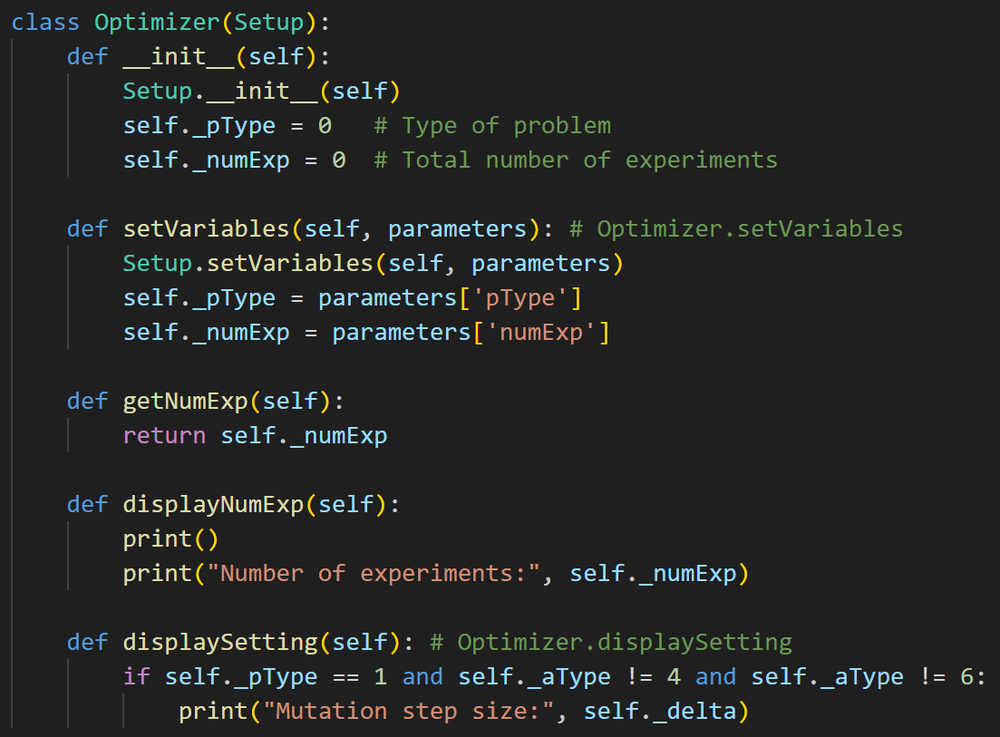 class Optimizer(Setup):
    def __init__(self):
        Setup.__init__(self)
        self._pType = 0   # Type of problem
        self._numExp = 0  # Total number of experiments

    def setVariables(self, parameters): # Optimizer.setVariables
        Setup.setVariables(self, parameters)
        self._pType = parameters['pType']
        self._numExp = parameters['numExp']

    def getNumExp(self):
        return self._numExp

    def displayNumExp(self):
        print()
        print("Number of experiments:", self._numExp)

    def displaySetting(self): # Optimizer.displaySetting
        if self._pType == 1 and self._aType != 4 and self._aType != 6:
            print("Mutation step size:", self._delta)